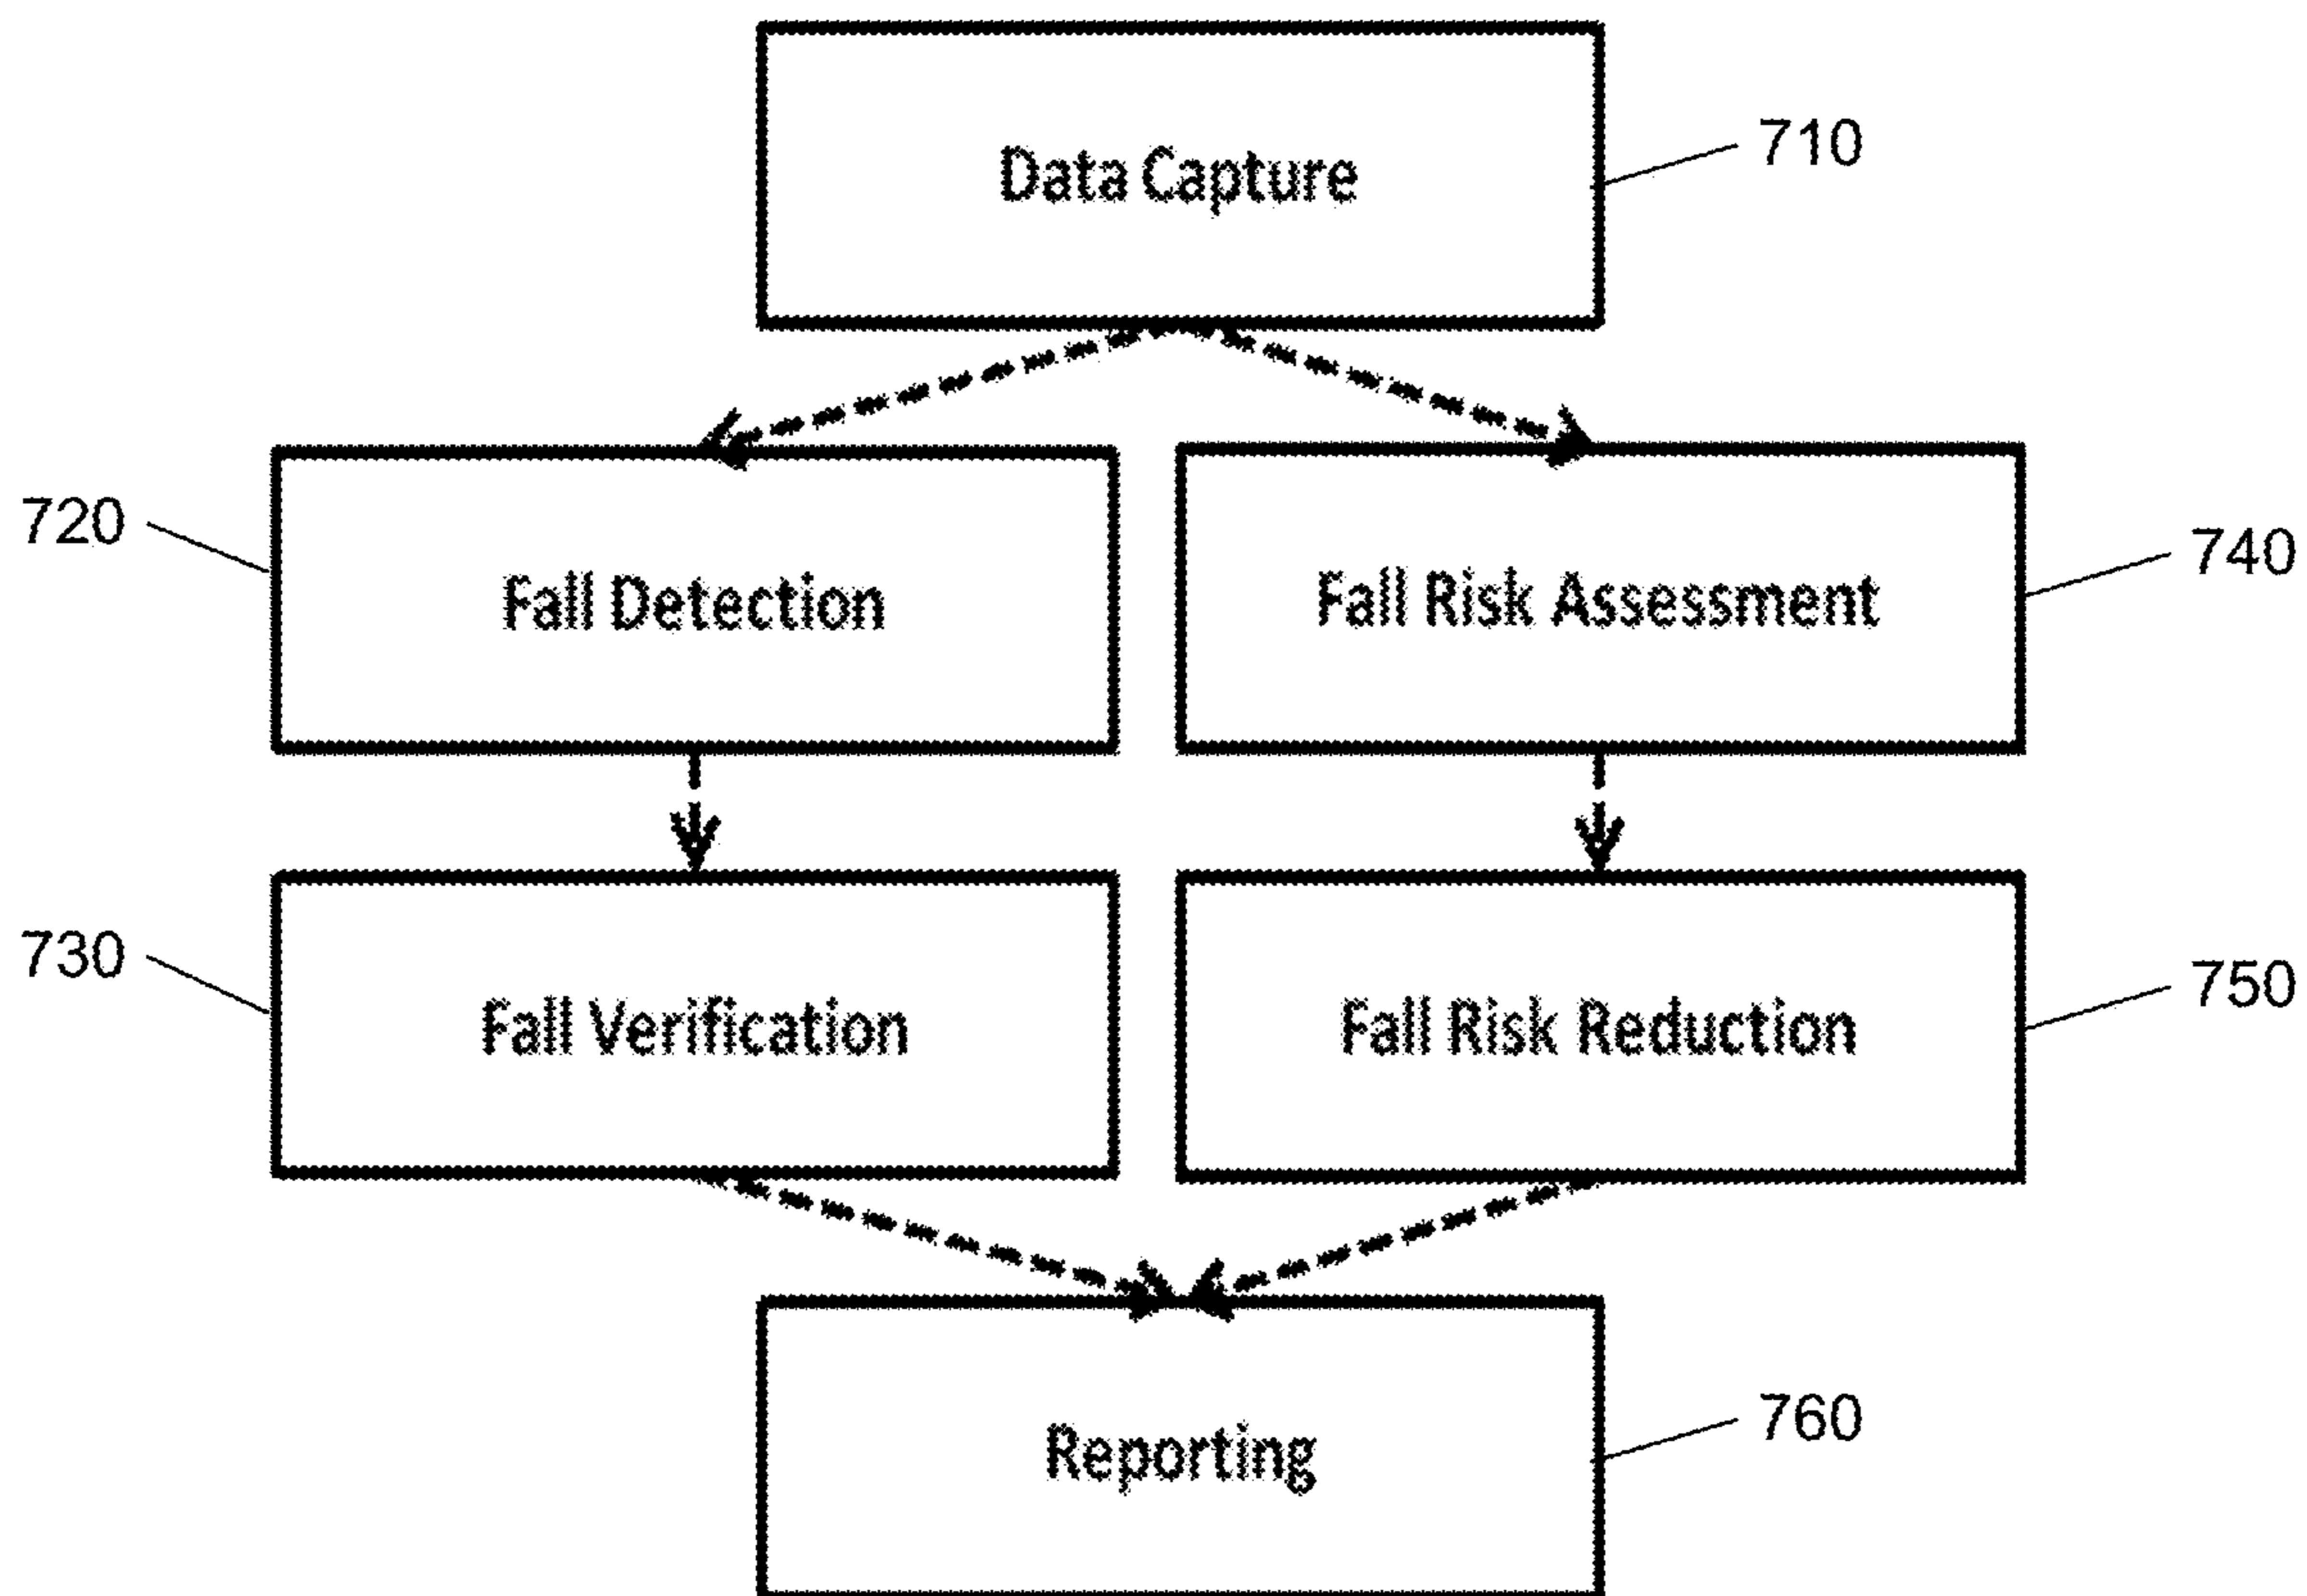 Data Capture
710
720
Fall Detection
Fall Risk Assessment
740
730
Fall Verification
Fall Risk Reduction
750
Reporting
760